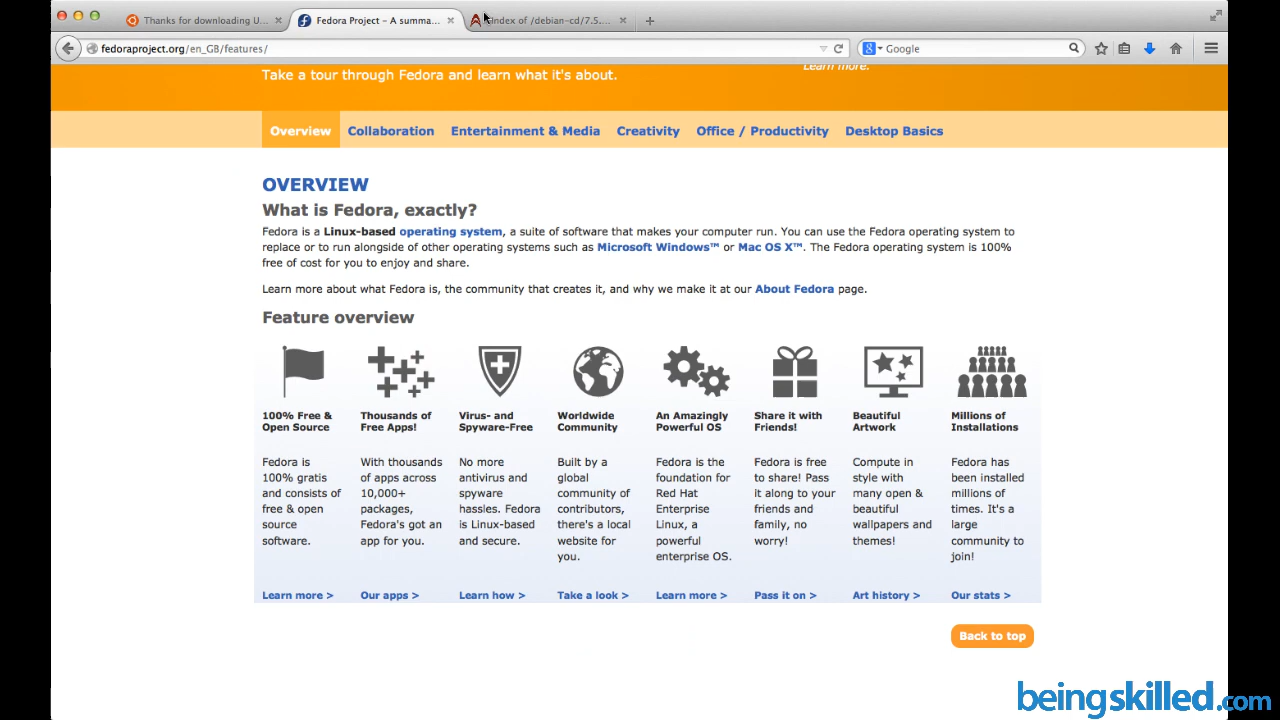 Thanks for downloading U...
Fedora Project – A summa...
Index of /debian-cd/7.5....
fedoraproject.org/en_GB/features/
Google
Take a tour through Fedora and learn what it's about.
Learn more.
Overview
Collaboration
Entertainment & Media
Creativity
Office / Productivity
Desktop Basics
OVERVIEW
What is Fedora, exactly?
Fedora is a Linux-based operating system, a suite of software that makes your computer run. You can use the Fedora operating system to
replace or to run alongside of other operating systems such as Microsoft Windows™ or Mac OS X™. The Fedora operating system is 100%
free of cost for you to enjoy and share.
Learn more about what Fedora is, the community that creates it, and why we make it at our About Fedora page.
Feature overview
100% Free &
Open Source
Fedora is
100% gratis
and consists of
free & open
source
software.
Learn more >
Thousands of
Free Apps!
With thousands
of apps across
10,000+
packages,
Fedora's got an
app for you.
Our apps >
Virus- and
Spyware-Free
No more
antivirus and
spyware
hassles. Fedora
is Linux-based
and secure.
Learn how >
Worldwide
Community
Built by a
global
community of
contributors,
there's a local
website for
you.
Take a look >
An Amazingly
Powerful OS
Fedora is the
foundation for
Red Hat
Enterprise
Linux, a
powerful
enterprise OS.
Learn more >
Share it with
Friends!
Fedora is free
to share! Pass
it along to your
friends and
family, no
worry!
Pass it on >
Beautiful
Artwork
Compute in
style with
many open &
beautiful
wallpapers and
themes!
Art history >
Millions of
Installations
Fedora has
been installed
millions of
times. It's a
large
community to
join!
Our stats >
Back to top
beingskilled.com